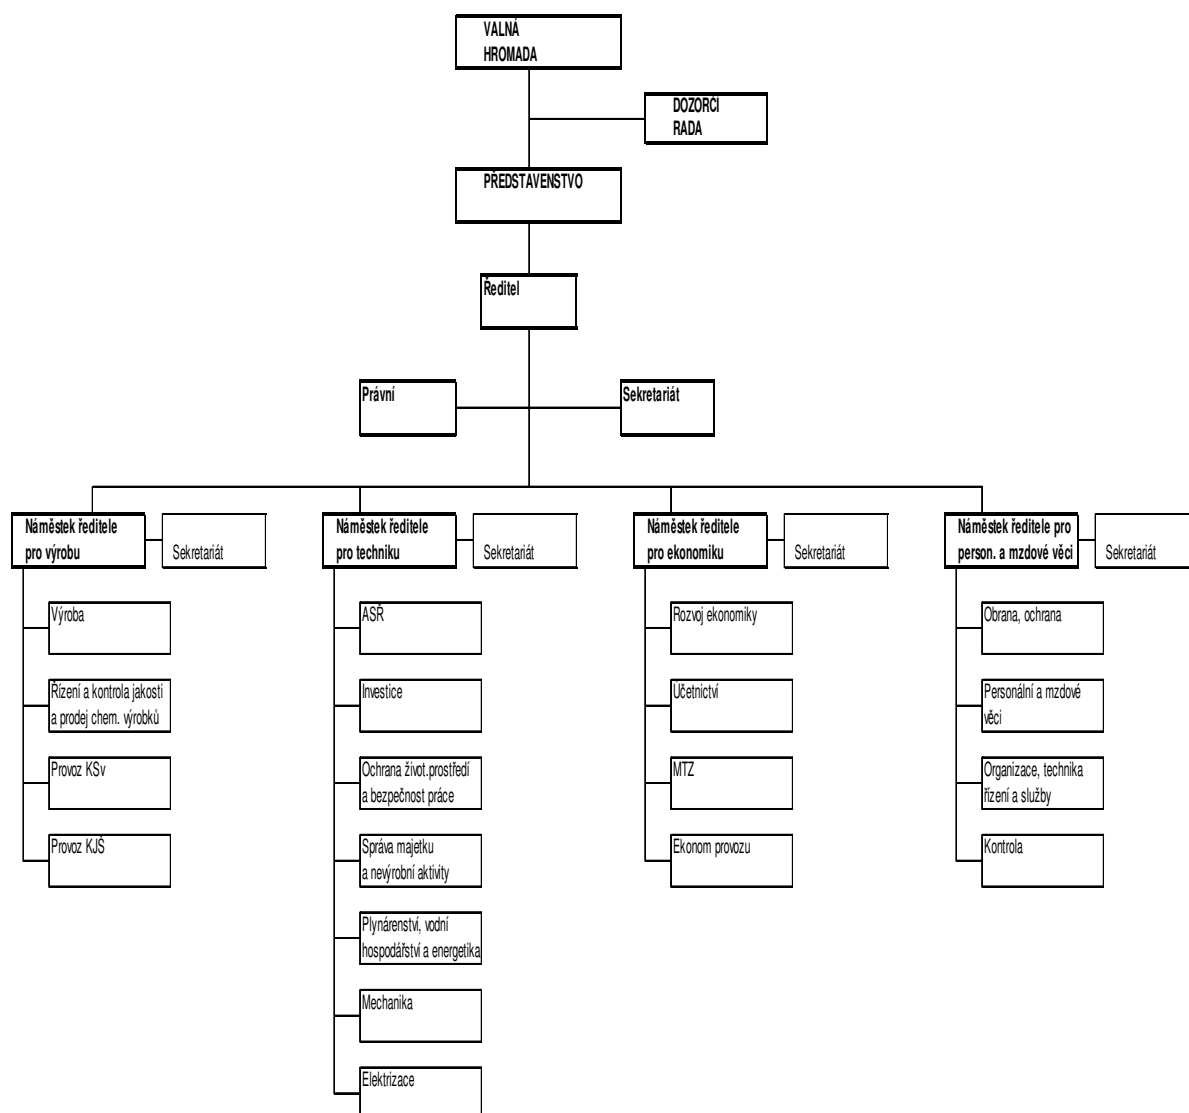 VALNÁ
HROMADA
DOZORČÍ
RADA
PŘEDSTAVENSTVO
Ředitel
Právní
Sekretariát
Náměstek ředitele
pro výrobu
Sekretariát
Náměstek ředitele
pro techniku
Sekretariát
Náměstek ředitele
pro ekonomiku
Sekretariát
Náměstek ředitele pro
person. a mzdové věci
Sekretariát
Výroba
Řízení a kontrola jakosti
a prodej chem. výrobků
Provoz KSv
Provoz KJŠ
ASŘ
Investice
Ochrana život.prostředí
a bezpečnost práce
Správa majetku
a nevýrobní aktivity
Plynárenství, vodní
hospodářství a energetika
Mechanika
Elektrizace
Rozvoj ekonomiky
Účetnictví
MTZ
Ekonom provozu
Obrana, ochrana
Personální a mzdové
věci
Organizace, technika
řízení a služby
Kontrola